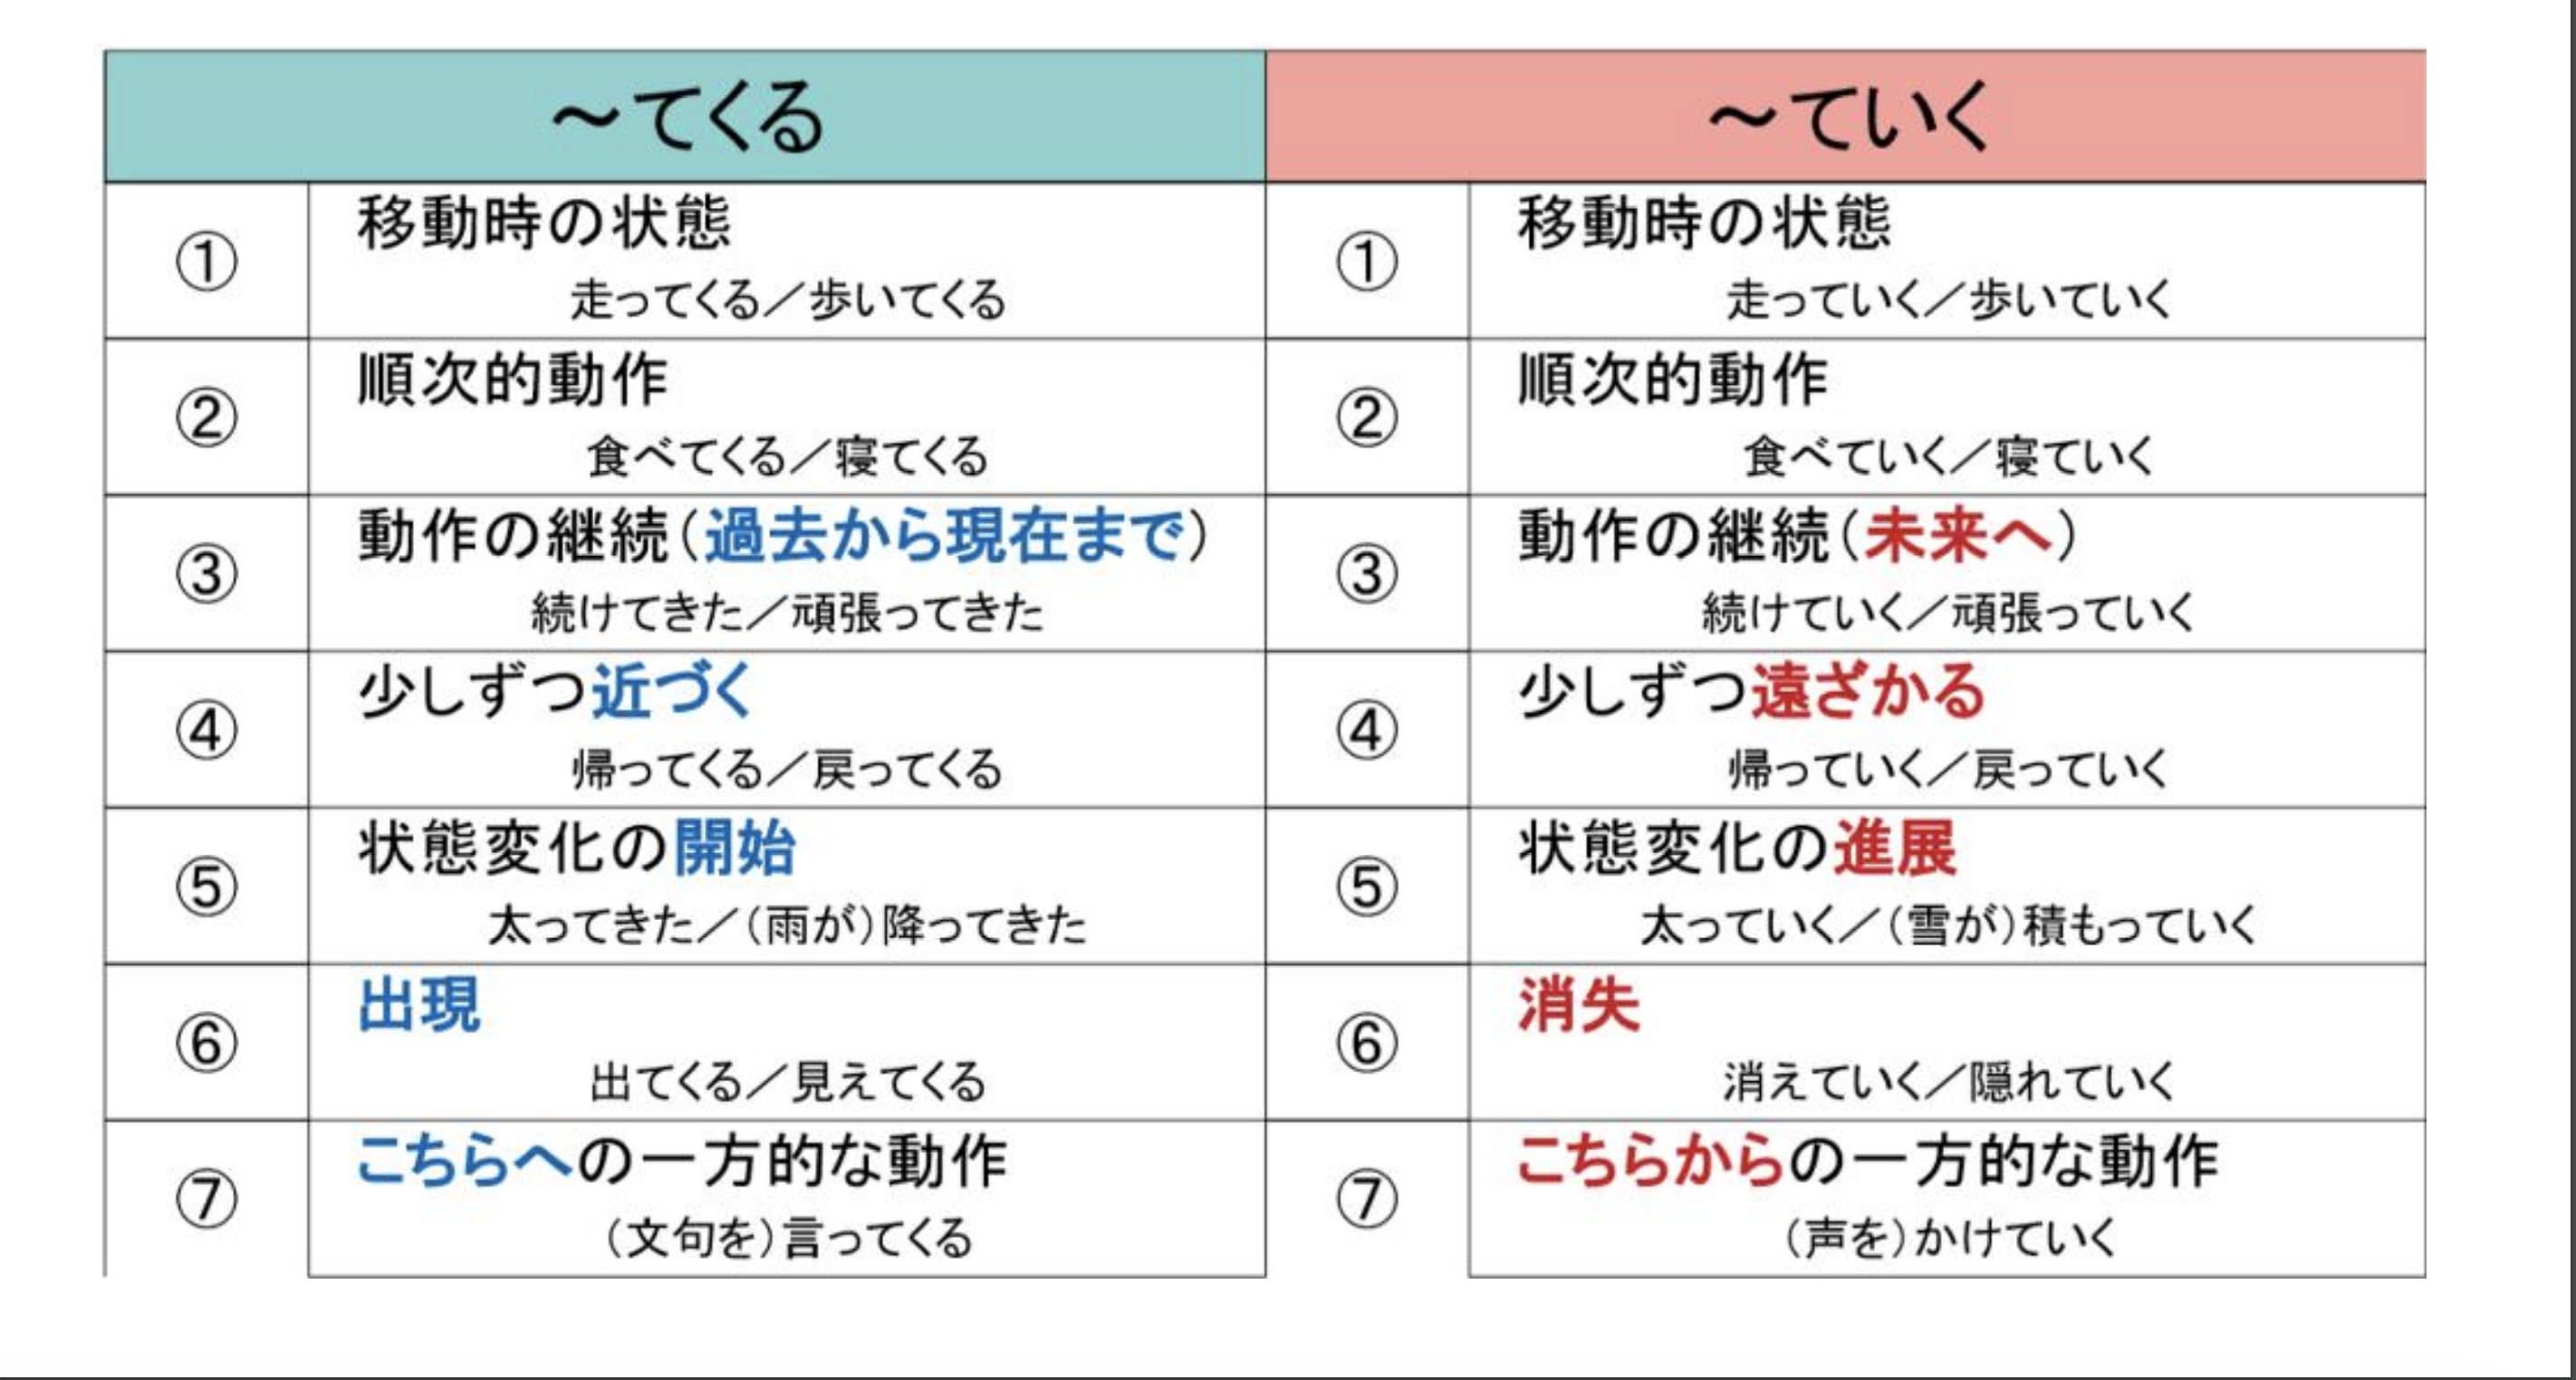 ～てくる
～ていく
①
移動時の状態
走ってくる／歩いてくる
①
移動時の状態
走っていく／歩いていく
②
順次的動作
食べてくる／寝てくる
②
順次的動作
食べていく／寝ていく
③
動作の継続（過去から現在まで）
続けてきた／頑張ってきた
③
動作の継続（未来へ）
続けていく／頑張っていく
④
少しずつ近づく
帰ってくる／戻ってくる
④
少しずつ遠ざかる
帰っていく／戻っていく
⑤
状態変化の開始
太ってきた／（雨が）降ってきた
⑤
状態変化の進展
太っていく／（雪が）積もっていく
⑥
出現
出てくる／見えてくる
⑥
消失
消えていく／隠れていく
⑦
こちらへの一方的な動作
（文句を）言ってくる
⑦
こちらからの一方的な動作
（声を）かけていく